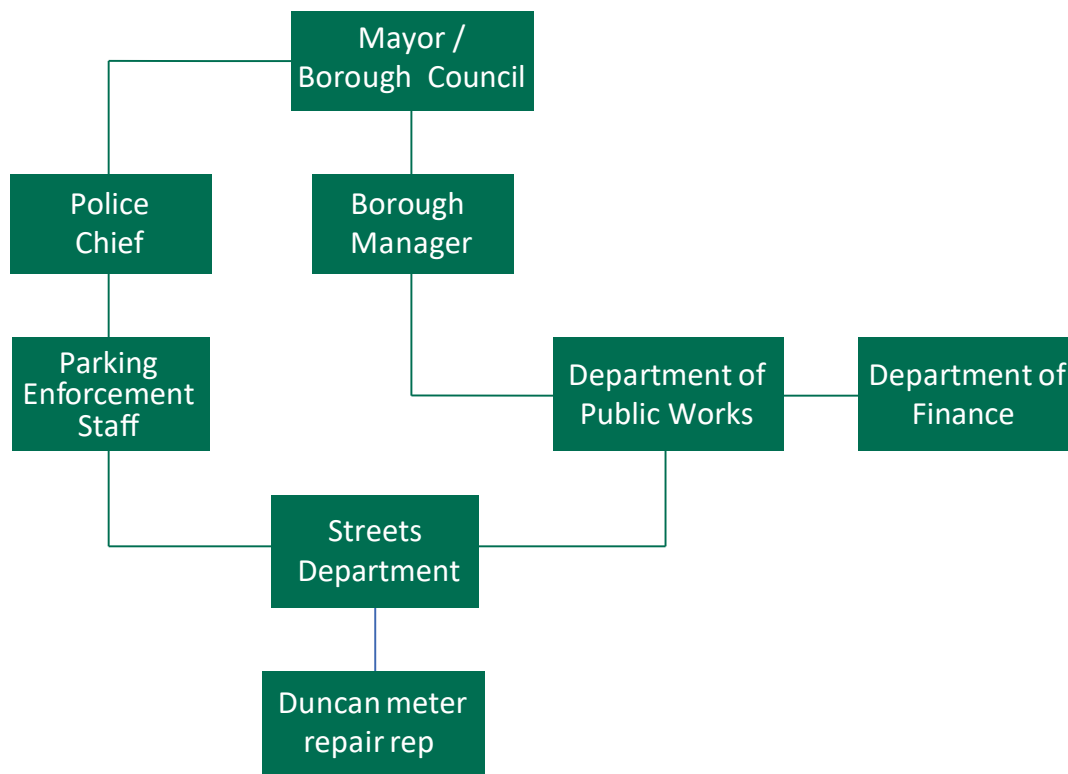 Mayor /
Borough Council
Police
Chief
Borough
Manager
Parking
Enforcement
Staff
Department of
Public Works
Department of
Finance
Streets
Department
Duncan meter
repair rep